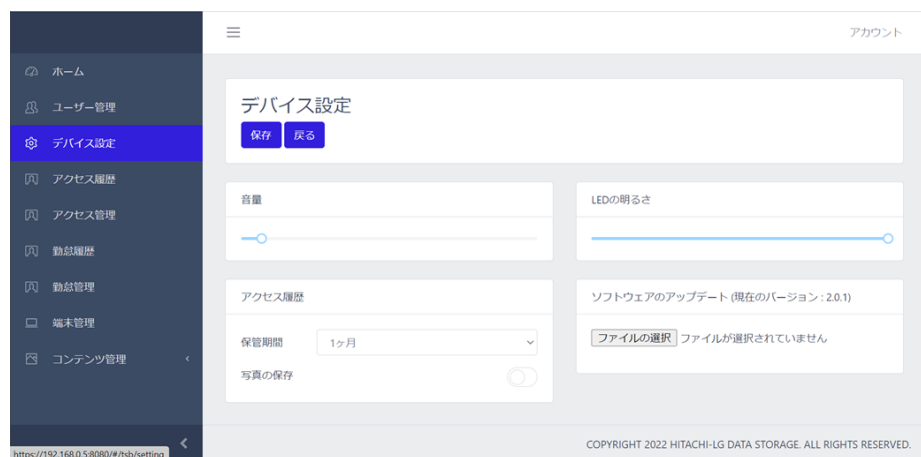 アカウント
ホーム
ユーザー管理
デバイス設定
アクセス履歴
アクセス管理
勤怠履歴
勤怠管理
端末管理
コンテンツ管理
デバイス設定
保存 戻る
音量
LEDの明るさ
アクセス履歴
保管期間 1ヶ月
写真の保存
ソフトウェアのアップデート (現在のバージョン : 2.0.1)
ファイルの選択 ファイルが選択されていません
COPYRIGHT 2022 HITACHI-LG DATA STORAGE. ALL RIGHTS RESERVED.
https://192.168.0.5:8080/#/tsb/setting